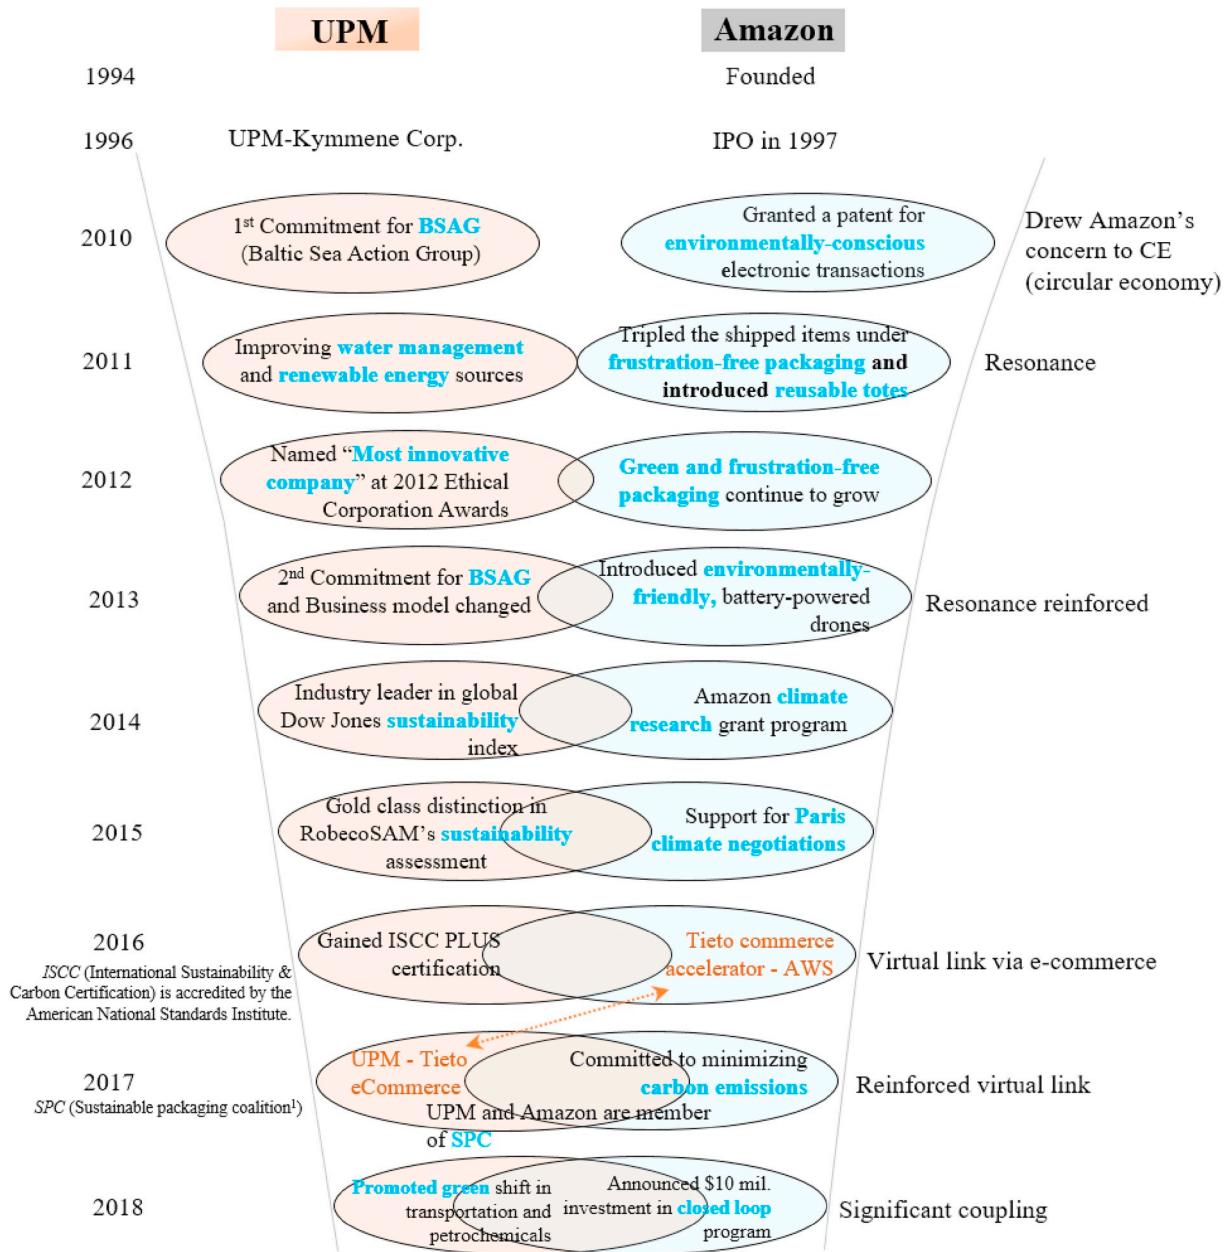 UPM
Amazon
1994
Founded
1996
UPM-Kymmene Corp.
IPO in 1997
2010
1st Commitment for BSAG
(Baltic Sea Action Group)
Granted a patent for
environmentally-conscious
electronic transactions
Drew Amazon's
concern to CE
(circular economy)
2011
Improving water management
and renewable energy sources
Tripled the shipped items under
frustration-free packaging and
introduced reusable totes
Resonance
2012
Named “Most innovative
company” at 2012 Ethical
Corporation Awards
Green and frustration-free
packaging continue to grow
2013
2nd Commitment for BSAG
and Business model changed
Introduced environmentally-
friendly, battery-powered
drones
Resonance reinforced
2014
Industry leader in global
Dow Jones sustainability
index
Amazon climate
research grant program
2015
Gold class distinction in
RobecoSAM's sustainability
assessment
Support for Paris
climate negotiations
2016
ISCC (International Sustainability &
Carbon Certification) is accredited by the
American National Standards Institute.
Gained ISCC PLUS
certification
Tieto commerce
accelerator - AWS
Virtual link via e-commerce
2017
SPC (Sustainable packaging coalition1)
UPM - Tieto
eCommerce
Committed to minimizing
carbon emissions
UPM and Amazon are member
of SPC
Reinforced virtual link
2018
Promoted green shift in
transportation and
petrochemicals
Announced $10 mil.
investment in closed loop
program
Significant coupling